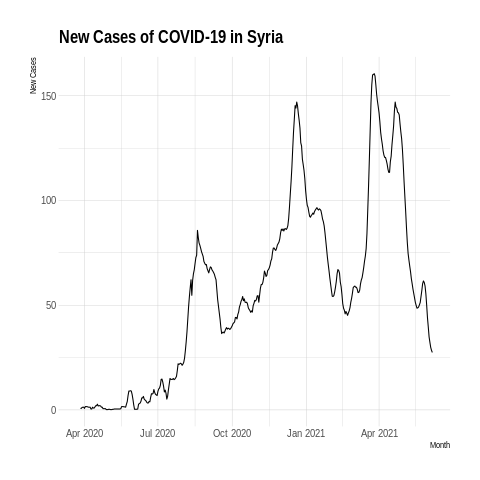 New Cases of COVID-19 in Syria
New Cases
150
100
50
0
Apr 2020 Jul 2020 Oct 2020 Jan 2021 Apr 2021
Month